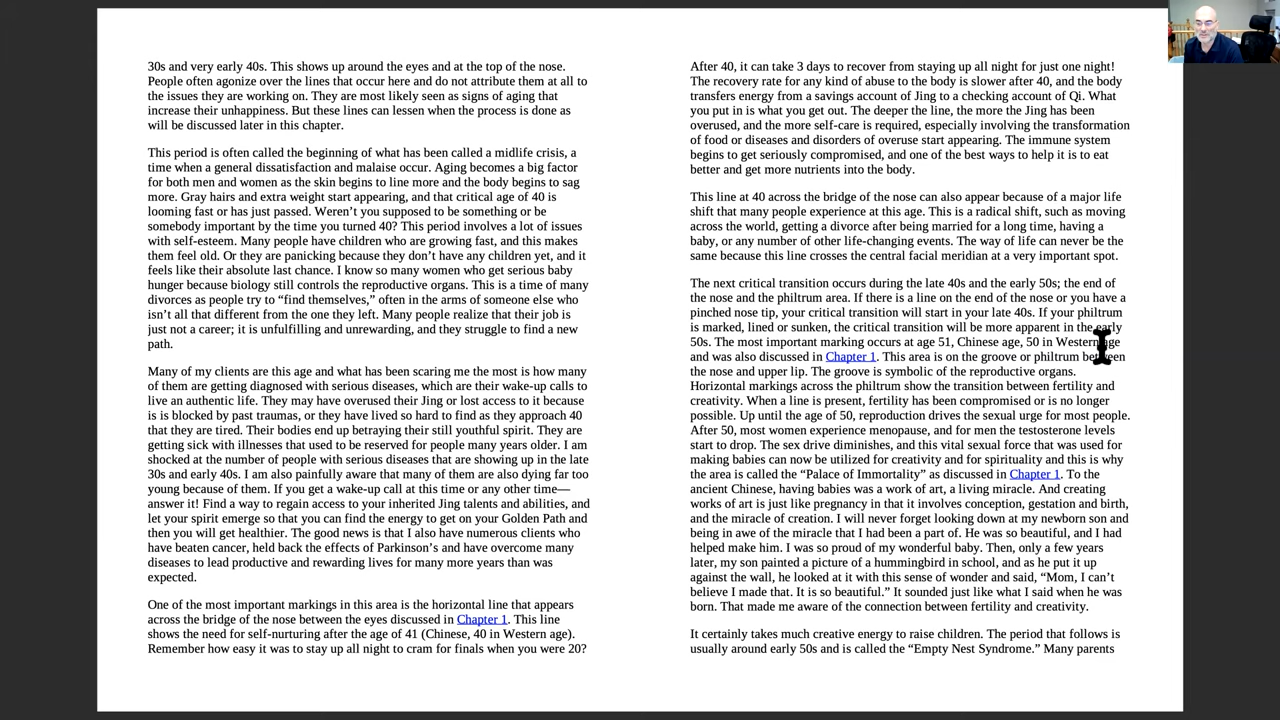 30s and very early 40s. This shows up around the eyes and at the top of the nose.
People often agonize over the lines that occur here and do not attribute them at all to
the issues they are working on. They are most likely seen as signs of aging that
increase their unhappiness. But these lines can lessen when the process is done as
will be discussed later in this chapter.
This period is often called the beginning of what has been called a midlife crisis, a
time when a general dissatisfaction and malaise occur. Aging becomes a big factor
for both men and women as the skin begins to line more and the body begins to sag
more. Gray hairs and extra weight start appearing, and that critical age of 40 is
looming fast or has just passed. Weren’t you supposed to be something or be
somebody important by the time you turned 40? This period involves a lot of issues
with self-esteem. Many people have children who are growing fast, and this makes
them feel old. Or they are panicking because they don’t have any children yet, and it
feels like their absolute last chance. I know so many women who get serious baby
hunger because biology still controls the reproductive organs. This is a time of many
divorces as people try to “find themselves,” often in the arms of someone else who
isn’t all that different from the one they left. Many people realize that their job is
just not a career; it is unfulfilling and unrewarding, and they struggle to find a new
path.
Many of my clients are this age and what has been scaring me the most is how many
of them are getting diagnosed with serious diseases, which are their wake-up calls to
live an authentic life. They may have overused their Jing or lost access to it because
is is blocked by past traumas, or they have lived so hard to find as they approach 40
that they are tired. Their bodies end up betraying their still youthful spirit. They are
getting sick with illnesses that used to be reserved for people many years older. I am
shocked at the number of people with serious diseases that are showing up in the late
30s and early 40s. I am also painfully aware that many of them are also dying far too
young because of them. If you get a wake-up call at this time or any other time—
answer it! Find a way to regain access to your inherited Jing talents and abilities, and
let your spirit emerge so that you can find the energy to get on your Golden Path and
then you will get healthier. The good news is that I also have numerous clients who
have beaten cancer, held back the effects of Parkinson’s and have overcome many
diseases to lead productive and rewarding lives for many more years than was
expected.
One of the most important markings in this area is the horizontal line that appears
across the bridge of the nose between the eyes discussed in Chapter 1. This line
shows the need for self-nurturing after the age of 41 (Chinese, 40 in Western age).
Remember how easy it was to stay up all night to cram for finals when you were 20?
After 40, it can take 3 days to recover from staying up all night for just one night!
The recovery rate for any kind of abuse to the body is slower after 40, and the body
transfers energy from a savings account of Jing to a checking account of Qi. What
you put in is what you get out. The deeper the line, the more the Jing has been
overused, and the more self-care is required, especially involving the transformation
of food or diseases and disorders of overuse start appearing. The immune system
begins to get seriously compromised, and one of the best ways to help it is to eat
better and get more nutrients into the body.
This line at 40 across the bridge of the nose can also appear because of a major life
shift that many people experience at this age. This is a radical shift, such as moving
across the world, getting a divorce after being married for a long time, having a
baby, or any number of other life-changing events. The way of life can never be the
same because this line crosses the central facial meridian at a very important spot.
The next critical transition occurs during the late 40s and the early 50s; the end of
the nose and the philtrum area. If there is a line on the end of the nose or you have a
pinched nose tip, your critical transition will start in your late 40s. If your philtrum
is marked, lined or sunken, the critical transition will be more apparent in the early
50s. The most important marking occurs at age 51, Chinese age, 50 in Western age
and was also discussed in Chapter 1. This area is on the groove or philtrum between
the nose and upper lip. The groove is symbolic of the reproductive organs.
Horizontal markings across the philtrum show the transition between fertility and
creativity. When a line is present, fertility has been compromised or is no longer
possible. Up until the age of 50, reproduction drives the sexual urge for most people.
After 50, most women experience menopause, and for men the testosterone levels
start to drop. The sex drive diminishes, and this vital sexual force that was used for
making babies can now be utilized for creativity and for spirituality and this is why
the area is called the “Palace of Immortality” as discussed in Chapter 1. To the
ancient Chinese, having babies was a work of art, a living miracle. And creating
works of art is just like pregnancy in that it involves conception, gestation and birth,
and the miracle of creation. I will never forget looking down at my newborn son and
being in awe of the miracle that I had been a part of. He was so beautiful, and I had
helped make him. I was so proud of my wonderful baby. Then, only a few years
later, my son painted a picture of a hummingbird in school, and as he put it up
against the wall, he looked at it with this sense of wonder and said, “Mom, I can’t
believe I made that. It is so beautiful.” It sounded just like what I said when he was
born. That made me aware of the connection between fertility and creativity.
It certainly takes much creative energy to raise children. The period that follows is
usually around early 50s and is called the “Empty Nest Syndrome.” Many parents